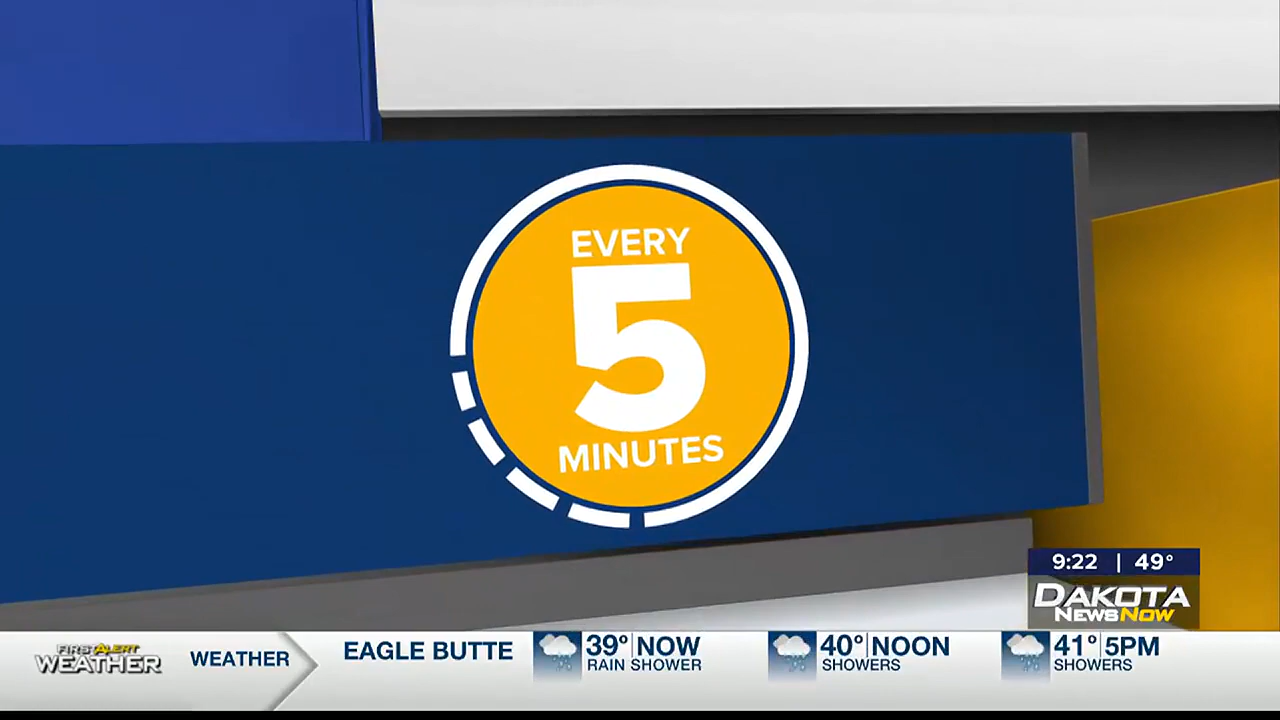 EVERY
5
MINUTES
9:22 | 49°
DAKOTA
NEWS NOW
FIRST ALERT
WEATHER
WEATHER
EAGLE BUTTE
39° NOW
RAIN SHOWER
40° NOON
SHOWERS
41° 5PM
SHOWERS